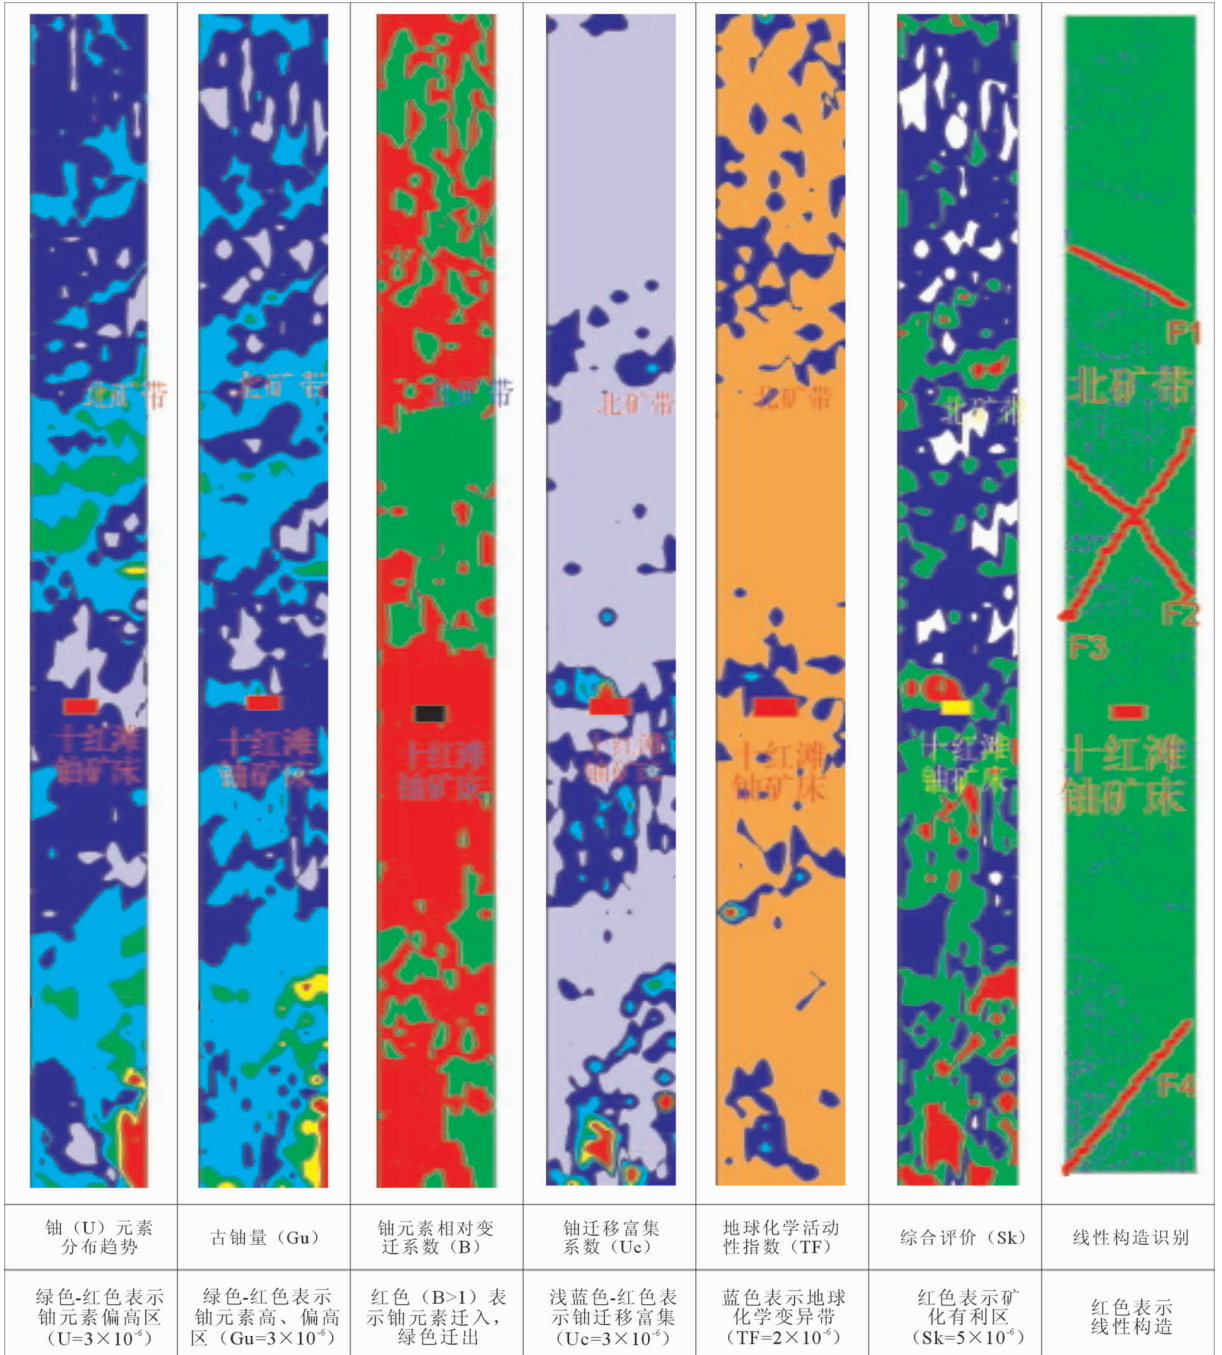 北矿带
北矿带
北矿带
北矿带
北矿带
北矿带
北矿带
F1
F2
F3
F4
十红滩
铀矿床
十红滩
铀矿床
十红滩
铀矿床
十红滩
铀矿床
十红滩
铀矿床
十红滩
铀矿床
十红滩
铀矿床
铀（U）元素
分布趋势
古铀量（Gu）
铀元素相对变
迁系数（B）
铀迁移富集
系数（Uc）
地球化学活动
性指数（TF）
综合评价（Sk）
线性构造识别
绿色-红色表示
铀元素偏高区
（U=3×10⁻⁶）
绿色-红色表示
铀元素高、偏高
区（Gu=3×10⁻⁶）
红色（B>1）表
示铀元素迁入，
绿色迁出
浅蓝色-红色表
示铀迁移富集
（Uc=3×10⁻⁶）
蓝色表示地球
化学变异带
（TF=2×10⁻⁶）
红色表示矿
化有利区
（Sk=5×10⁻⁶）
红色表示
线性构造